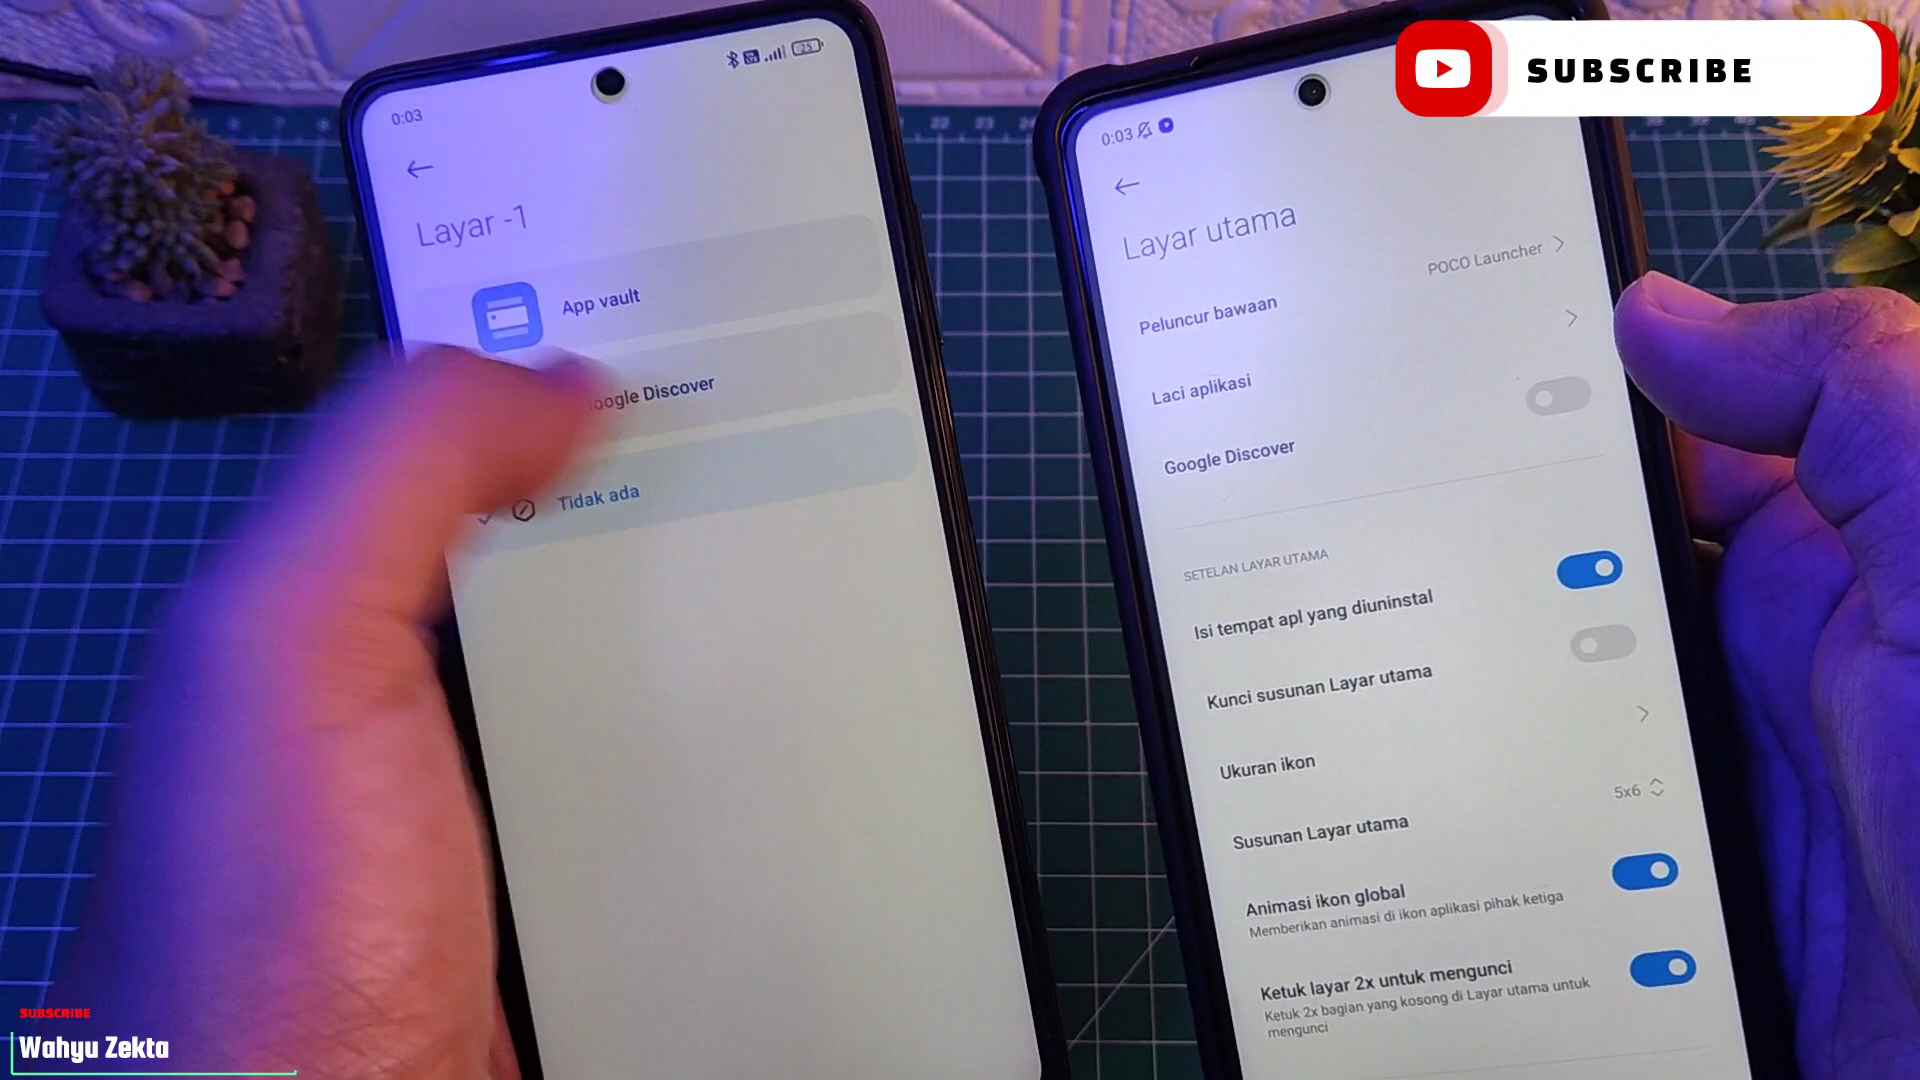 SUBSCRIBE
0:03
25
Layar -1
App vault
Google Discover
Tidak ada
0:03
Layar utama
Peluncur bawaan
POCO Launcher
Laci aplikasi
Google Discover
SETELAN LAYAR UTAMA
Isi tempat apl yang diuninstal
Kunci susunan Layar utama
Ukuran ikon
Susunan Layar utama
5x6
Animasi ikon global
Memberikan animasi di ikon aplikasi pihak ketiga
Ketuk layar 2x untuk mengunci
Ketuk 2x bagian yang kosong di Layar utama untuk
mengunci
SUBSCRIBE
Wahyu Zekta